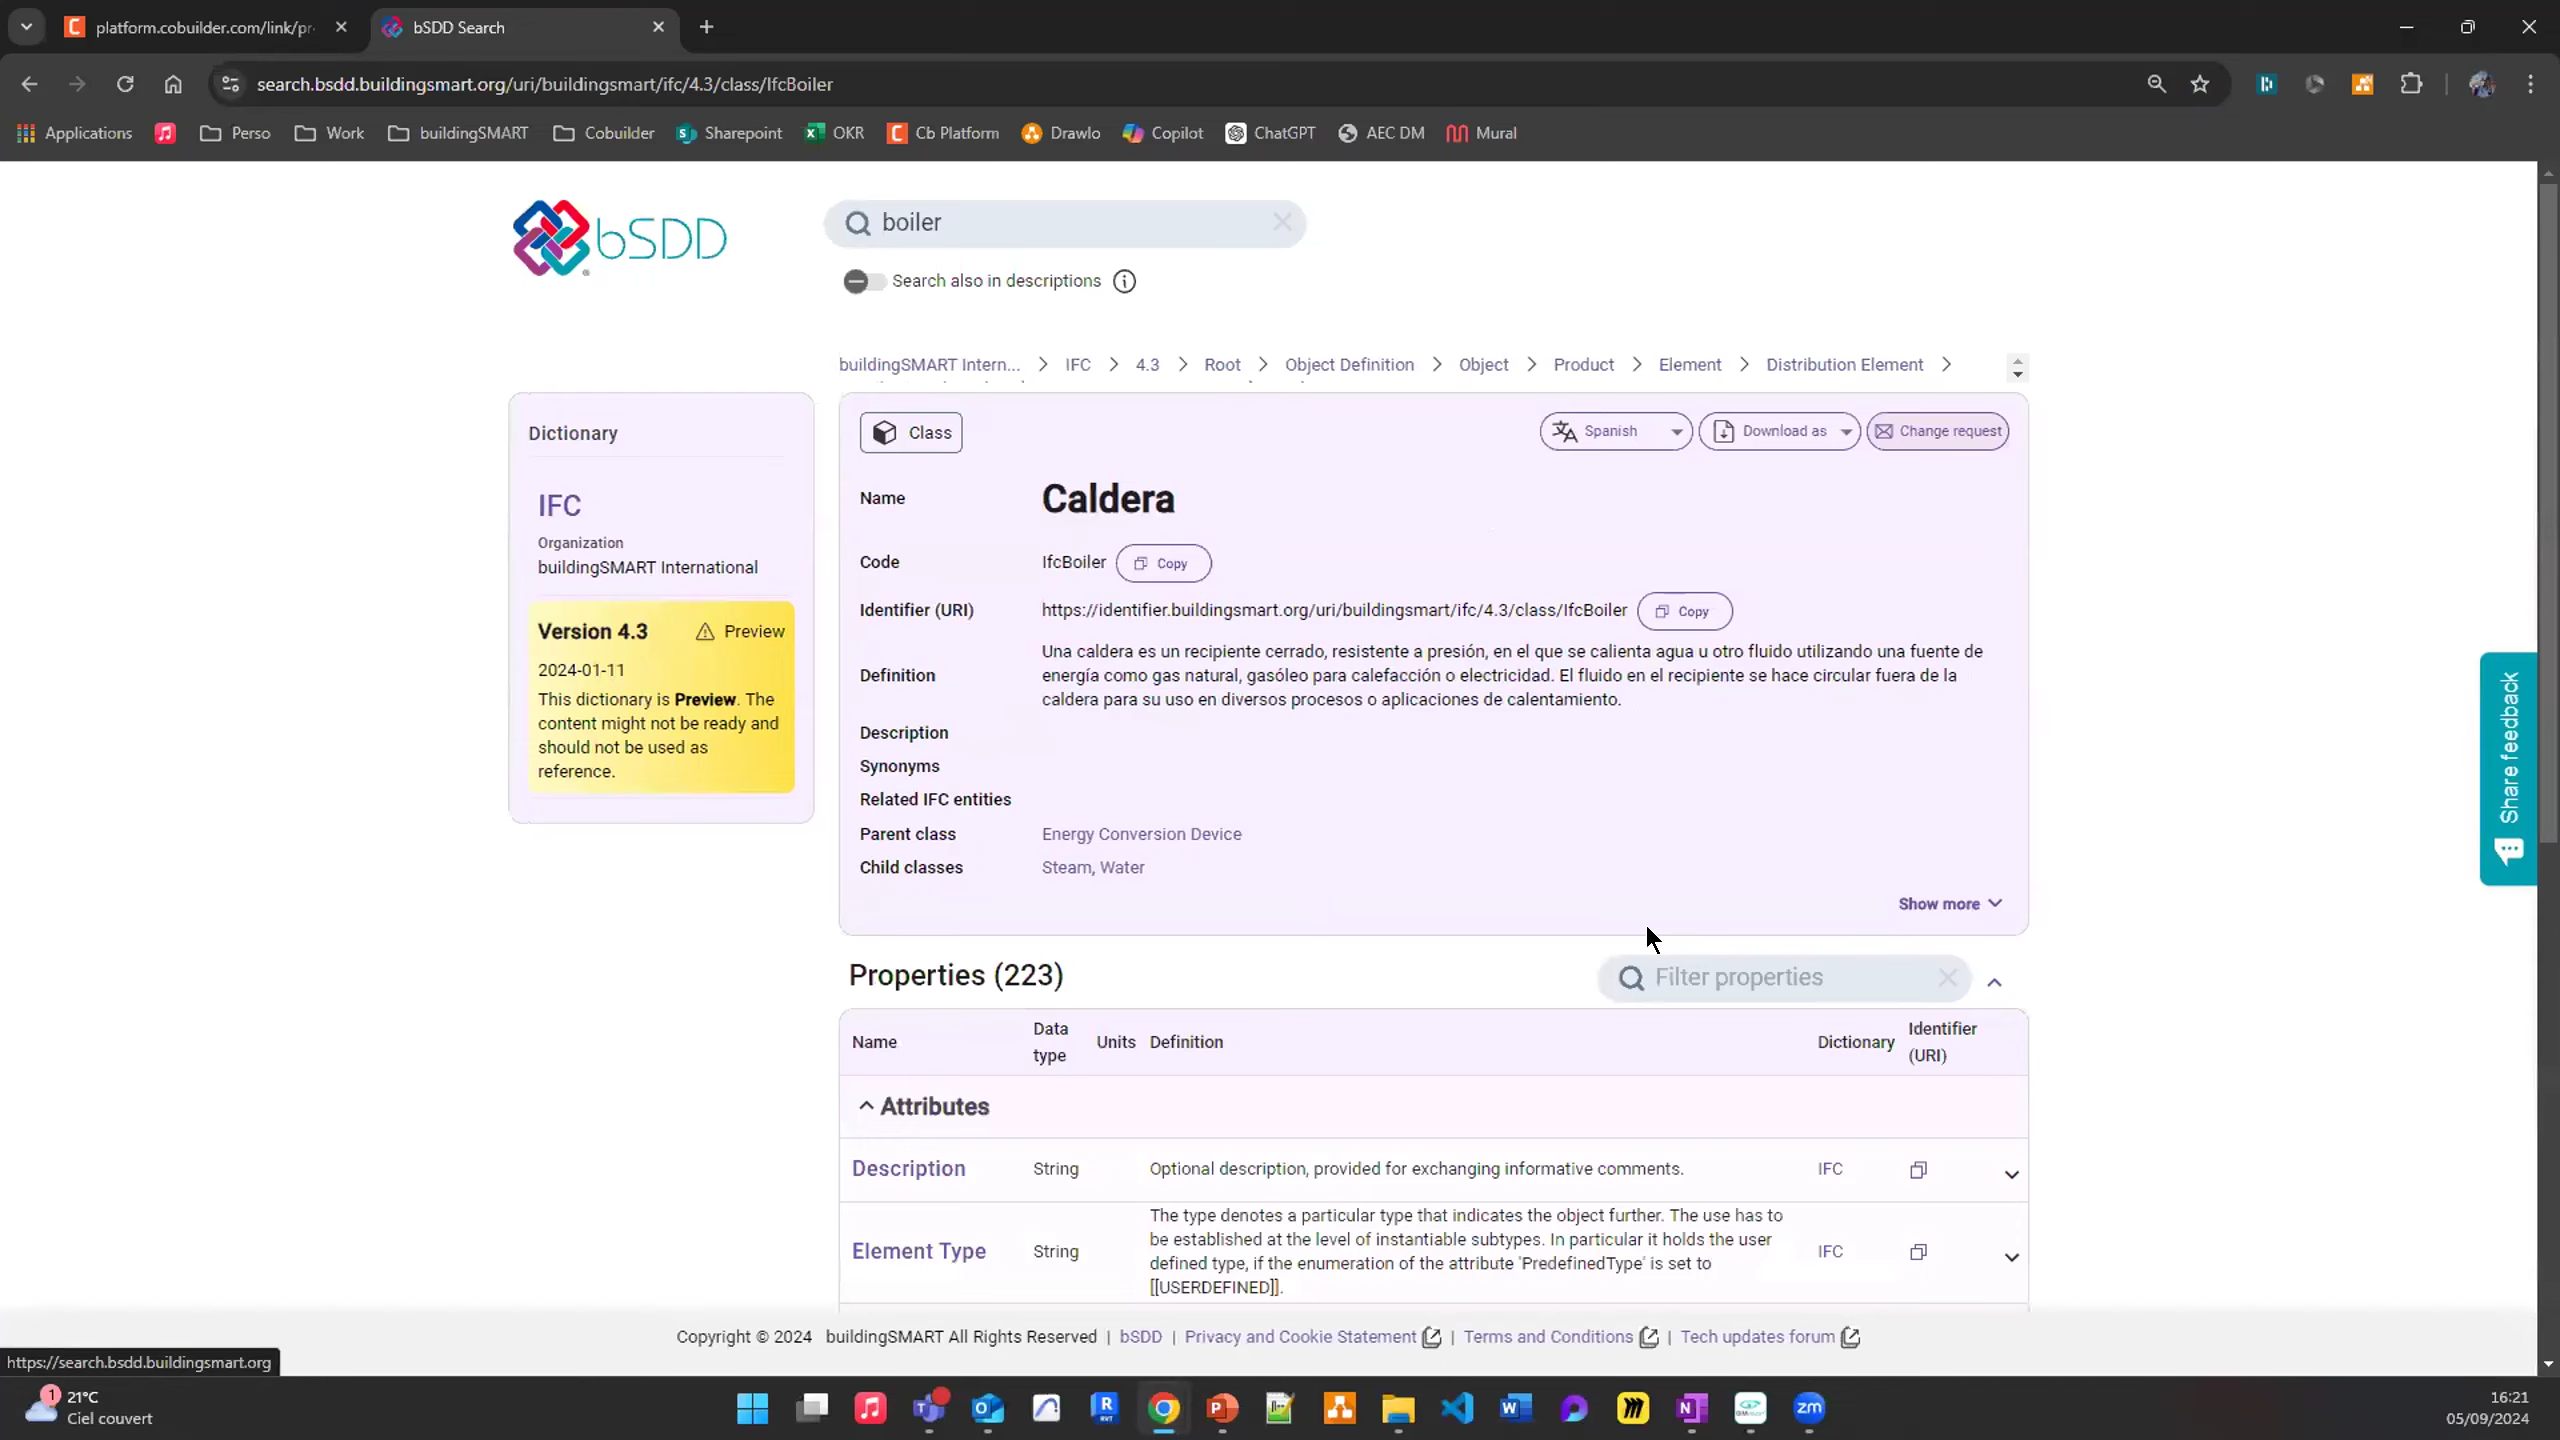 platform.cobuilder.com/link/pr
bSDD Search
search.bsdd.buildingsmart.org/uri/buildingsmart/ifc/4.3/class/IfcBoiler
Applications
Perso
Work
buildingSMART
Cobuilder
Sharepoint
OKR
Cb Platform
Drawlo
Copilot
ChatGPT
AEC DM
Mural
bSDD
boiler
Search also in descriptions
buildingSMART Intern... > IFC > 4.3 > Root > Object Definition > Object > Product > Element > Distribution Element >
Dictionary
IFC
Organization
buildingSMART International
Version 4.3 Preview
2024-01-11
This dictionary is Preview. The
content might not be ready and
should not be used as
reference.
Class
Spanish
Download as
Change request
Name Caldera
Code IfcBoiler Copy
Identifier (URI) https://identifier.buildingsmart.org/uri/buildingsmart/ifc/4.3/class/IfcBoiler Copy
Definition
Una caldera es un recipiente cerrado, resistente a presión, en el que se calienta agua u otro fluido utilizando una fuente de
energía como gas natural, gasóleo para calefacción o electricidad. El fluido en el recipiente se hace circular fuera de la
caldera para su uso en diversos procesos o aplicaciones de calentamiento.
Description
Synonyms
Related IFC entities
Parent class Energy Conversion Device
Child classes Steam, Water
Show more
Share feedback
Properties (223)
Filter properties
Name
Data
type
Units
Definition
Dictionary
Identifier
(URI)
Attributes
Description String Optional description, provided for exchanging informative comments. IFC
Element Type String
The type denotes a particular type that indicates the object further. The use has to
be established at the level of instantiable subtypes. In particular it holds the user
defined type, if the enumeration of the attribute 'PredefinedType' is set to
[[USERDEFINED]].
IFC
Copyright © 2024 buildingSMART All Rights Reserved | bSDD | Privacy and Cookie Statement | Terms and Conditions | Tech updates forum
https://search.bsdd.buildingsmart.org
1
21°C
Ciel couvert
zm
16:21
05/09/2024